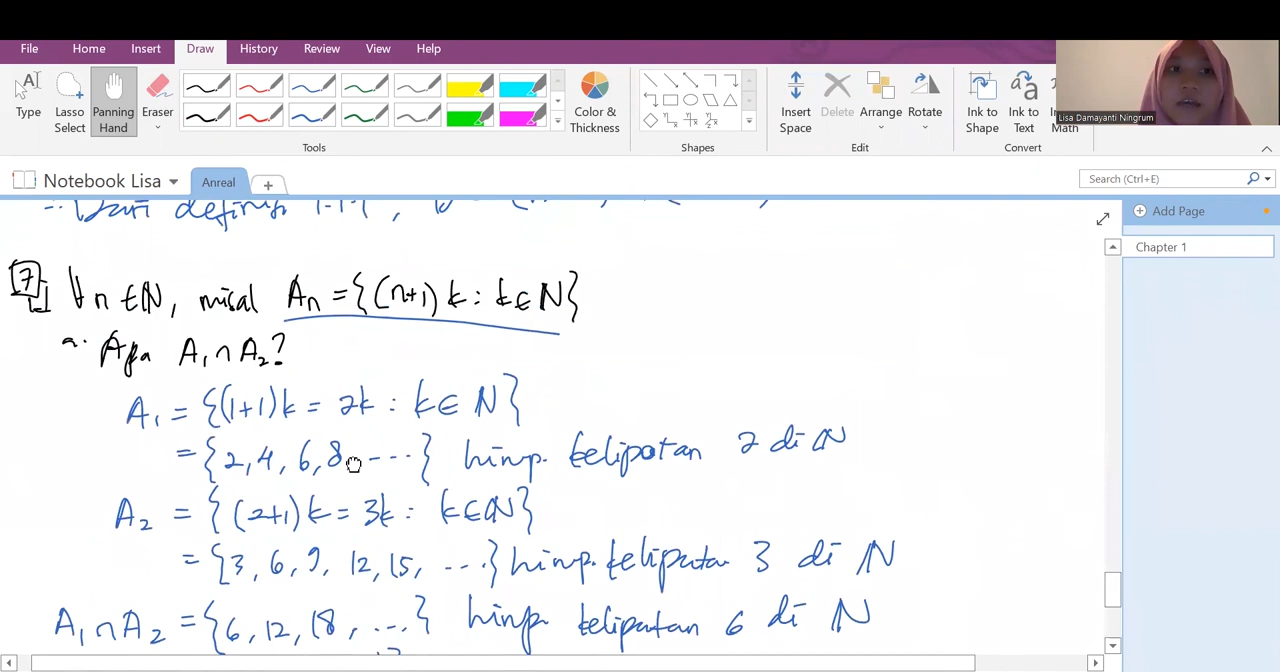 File Home Insert Draw History Review View Help
Type Lasso Select Panning Hand Eraser Color & Thickness Insert Space Delete Arrange Rotate Ink to Shape Ink to Text Math
Tools Shapes Edit Convert
Lisa Damayanti Ningrum
Notebook Lisa Anreal + Search (Ctrl+E)
Add Page
Chapter 1
definisi
7 ∀n ∈ ℕ, misal Aₙ = {(n+1)k : k ∈ ℕ}
a. Apa A₁ ∩ A₂?
A₁ = {(1+1)k = 2k : k ∈ ℕ}
= {2, 4, 6, 8, ...} himp. kelipatan 2 di ℕ
A₂ = {(2+1)k = 3k : k ∈ ℕ}
= {3, 6, 9, 12, 15, ...} himp. kelipatan 3 di ℕ
A₁ ∩ A₂ = {6, 12, 18, ...} himp kelipatan 6 di ℕ